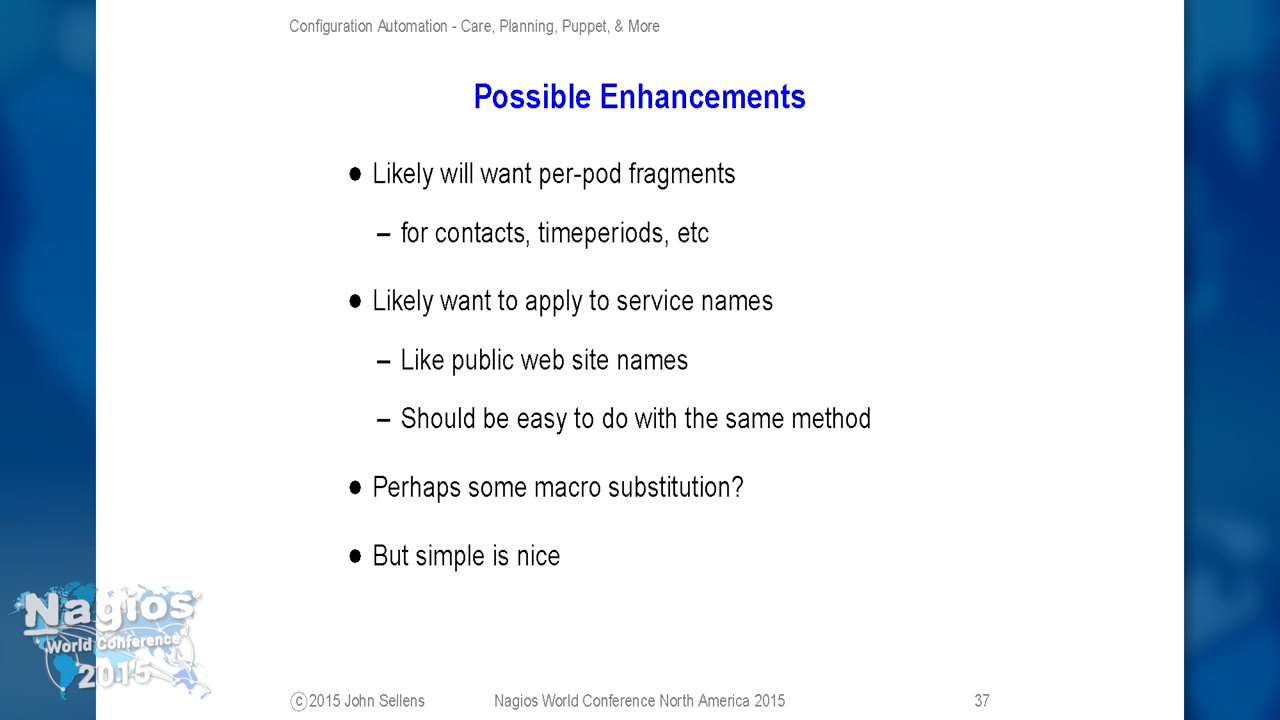 Configuration Automation - Care, Planning, Puppet, & More
Possible Enhancements
● Likely will want per-pod fragments
– for contacts, timeperiods, etc
● Likely want to apply to service names
– Like public web site names
– Should be easy to do with the same method
● Perhaps some macro substitution?
● But simple is nice
Nagios
World Conference
2015
©2015 John Sellens
Nagios World Conference North America 2015
37